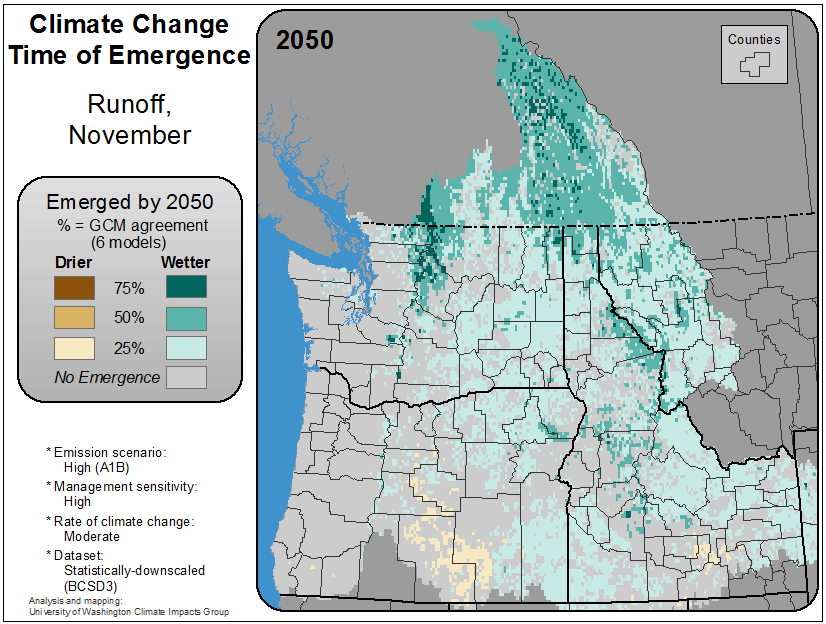 Climate Change
Time of Emergence
Runoff,
November
Emerged by 2050
% = GCM agreement
(6 models)
Drier Wetter
75%
50%
25%
No Emergence
* Emission scenario:
High (A1B)
* Management sensitivity:
High
* Rate of climate change:
Moderate
* Dataset:
Statistically-downscaled
(BCSD3)
Analysis and mapping:
University of Washington Climate Impacts Group
2050
Counties